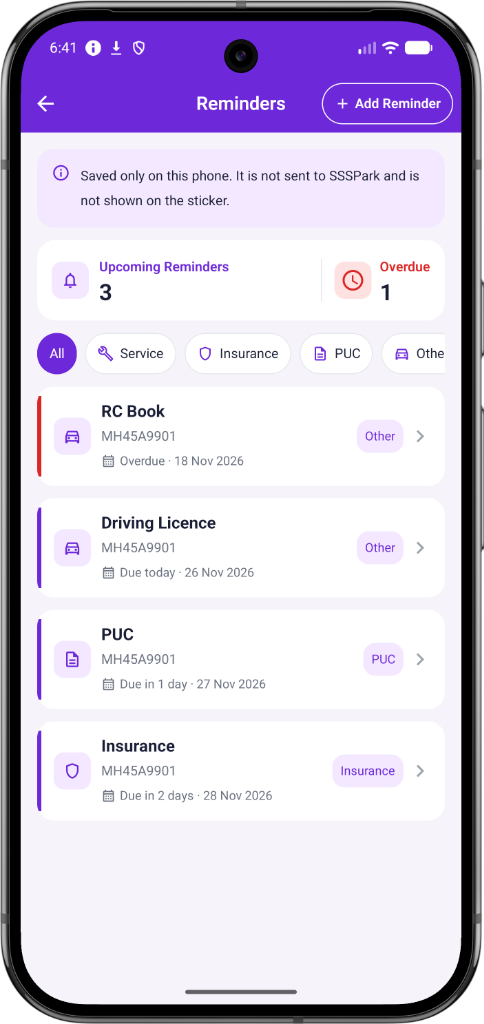 6:41
Reminders
+ Add Reminder
Saved only on this phone. It is not sent to SSSPark and is
not shown on the sticker.
Upcoming Reminders
3
Overdue
1
All
Service
Insurance
PUC
Othe
RC Book
MH45A9901
Overdue · 18 Nov 2026
Other
Driving Licence
MH45A9901
Due today · 26 Nov 2026
Other
PUC
MH45A9901
Due in 1 day · 27 Nov 2026
PUC
Insurance
MH45A9901
Due in 2 days · 28 Nov 2026
Insurance